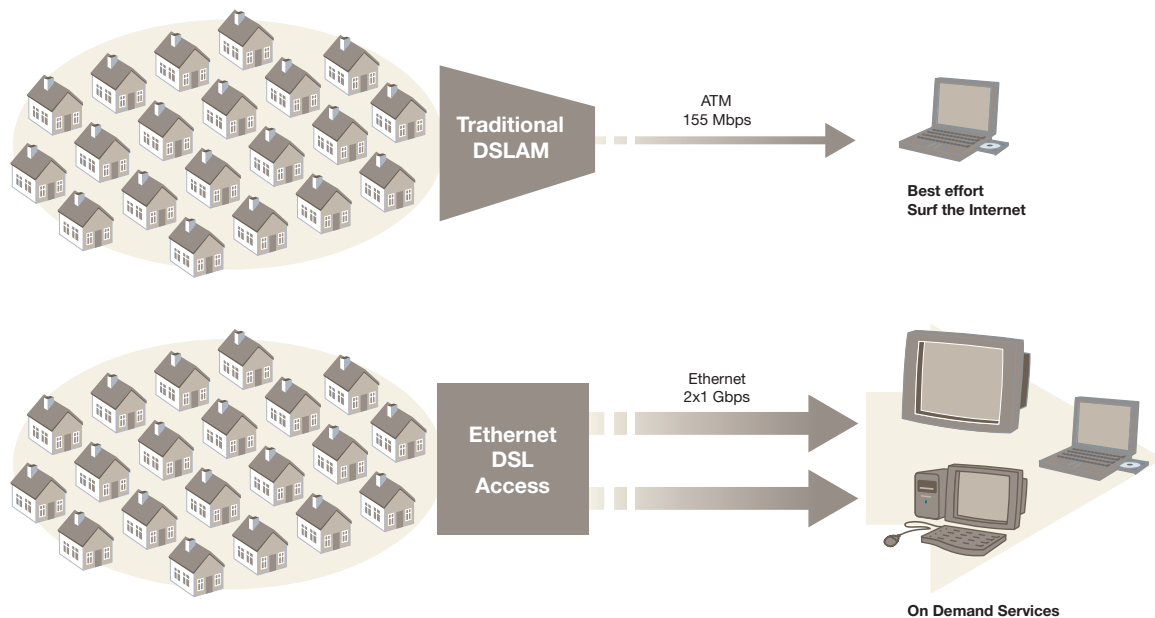 Traditional
DSLAM
ATM
155 Mbps
Best effort
Surf the Internet
Ethernet
DSL
Access
Ethernet
2x1 Gbps
On Demand Services